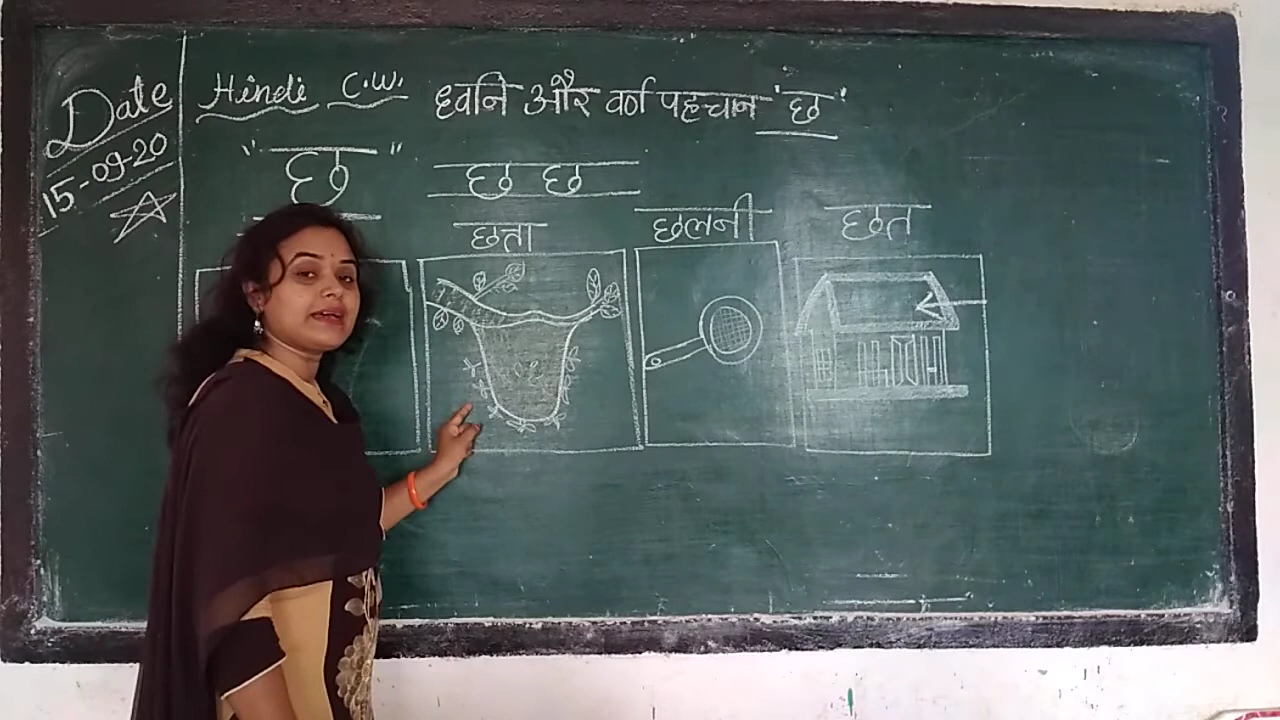 Date
15-09-20
Hindi C.W. ध्वनि और वर्ण पहचान 'छ'
"छ" छ छ
छत्ता छलनी छत